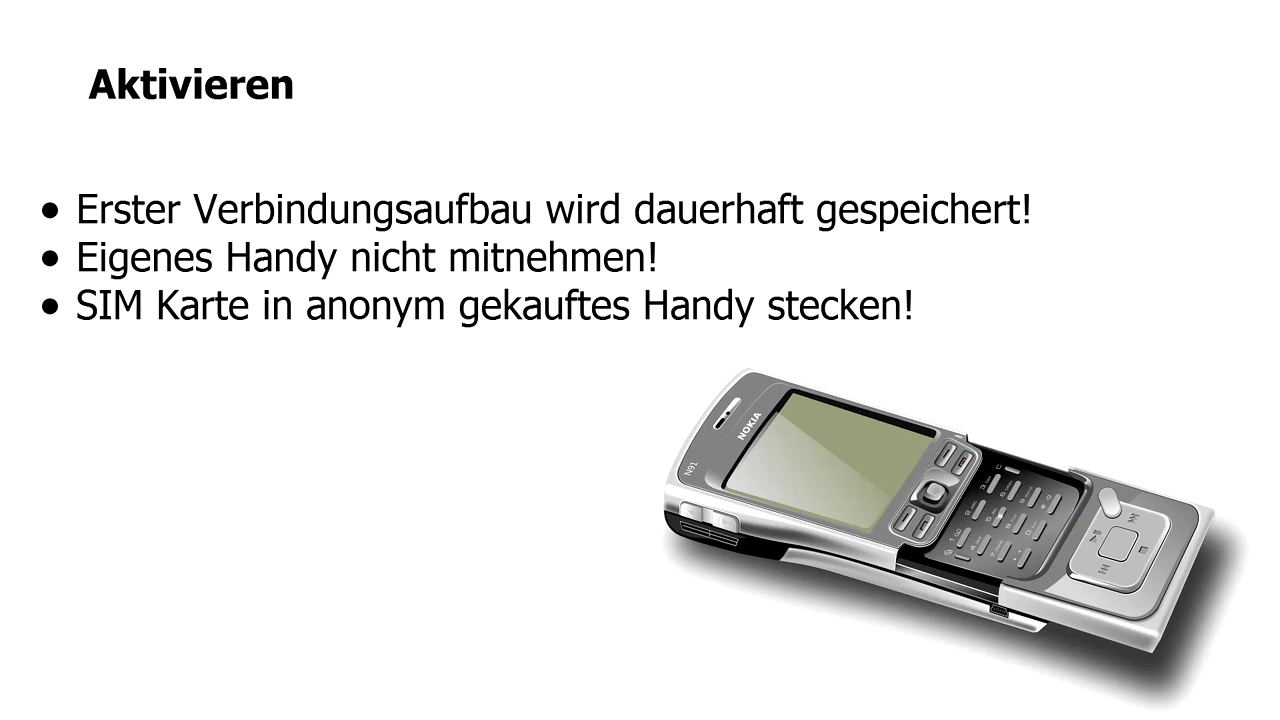 Aktivieren
• Erster Verbindungsaufbau wird dauerhaft gespeichert!
• Eigenes Handy nicht mitnehmen!
• SIM Karte in anonym gekauftes Handy stecken!
NOKIA
N91